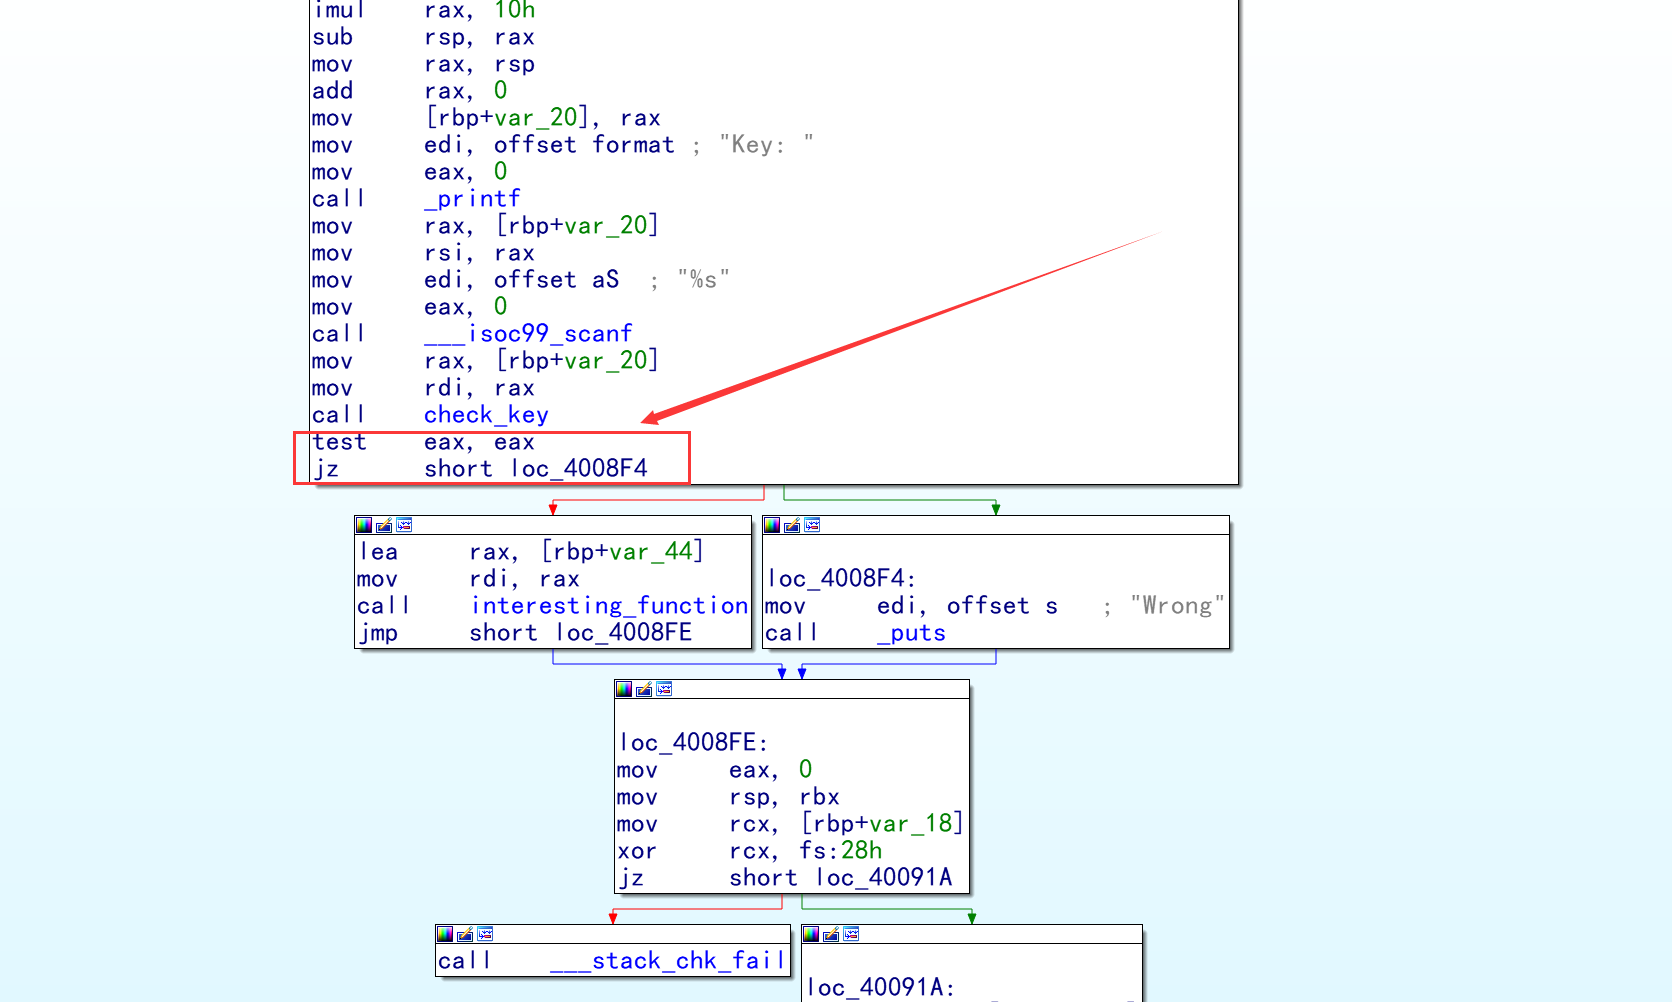 imul rax, 10h
sub rsp, rax
mov rax, rsp
add rax, 0
mov [rbp+var_20], rax
mov edi, offset format ; "Key: "
mov eax, 0
call _printf
mov rax, [rbp+var_20]
mov rsi, rax
mov edi, offset aS ; "%s"
mov eax, 0
call ___isoc99_scanf
mov rax, [rbp+var_20]
mov rdi, rax
call check_key
test eax, eax
jz short loc_4008F4
lea rax, [rbp+var_44]
mov rdi, rax
call interesting_function
jmp short loc_4008FE
loc_4008F4:
mov edi, offset s ; "Wrong"
call _puts
loc_4008FE:
mov eax, 0
mov rsp, rbx
mov rcx, [rbp+var_18]
xor rcx, fs:28h
jz short loc_40091A
call ___stack_chk_fail
loc_40091A: